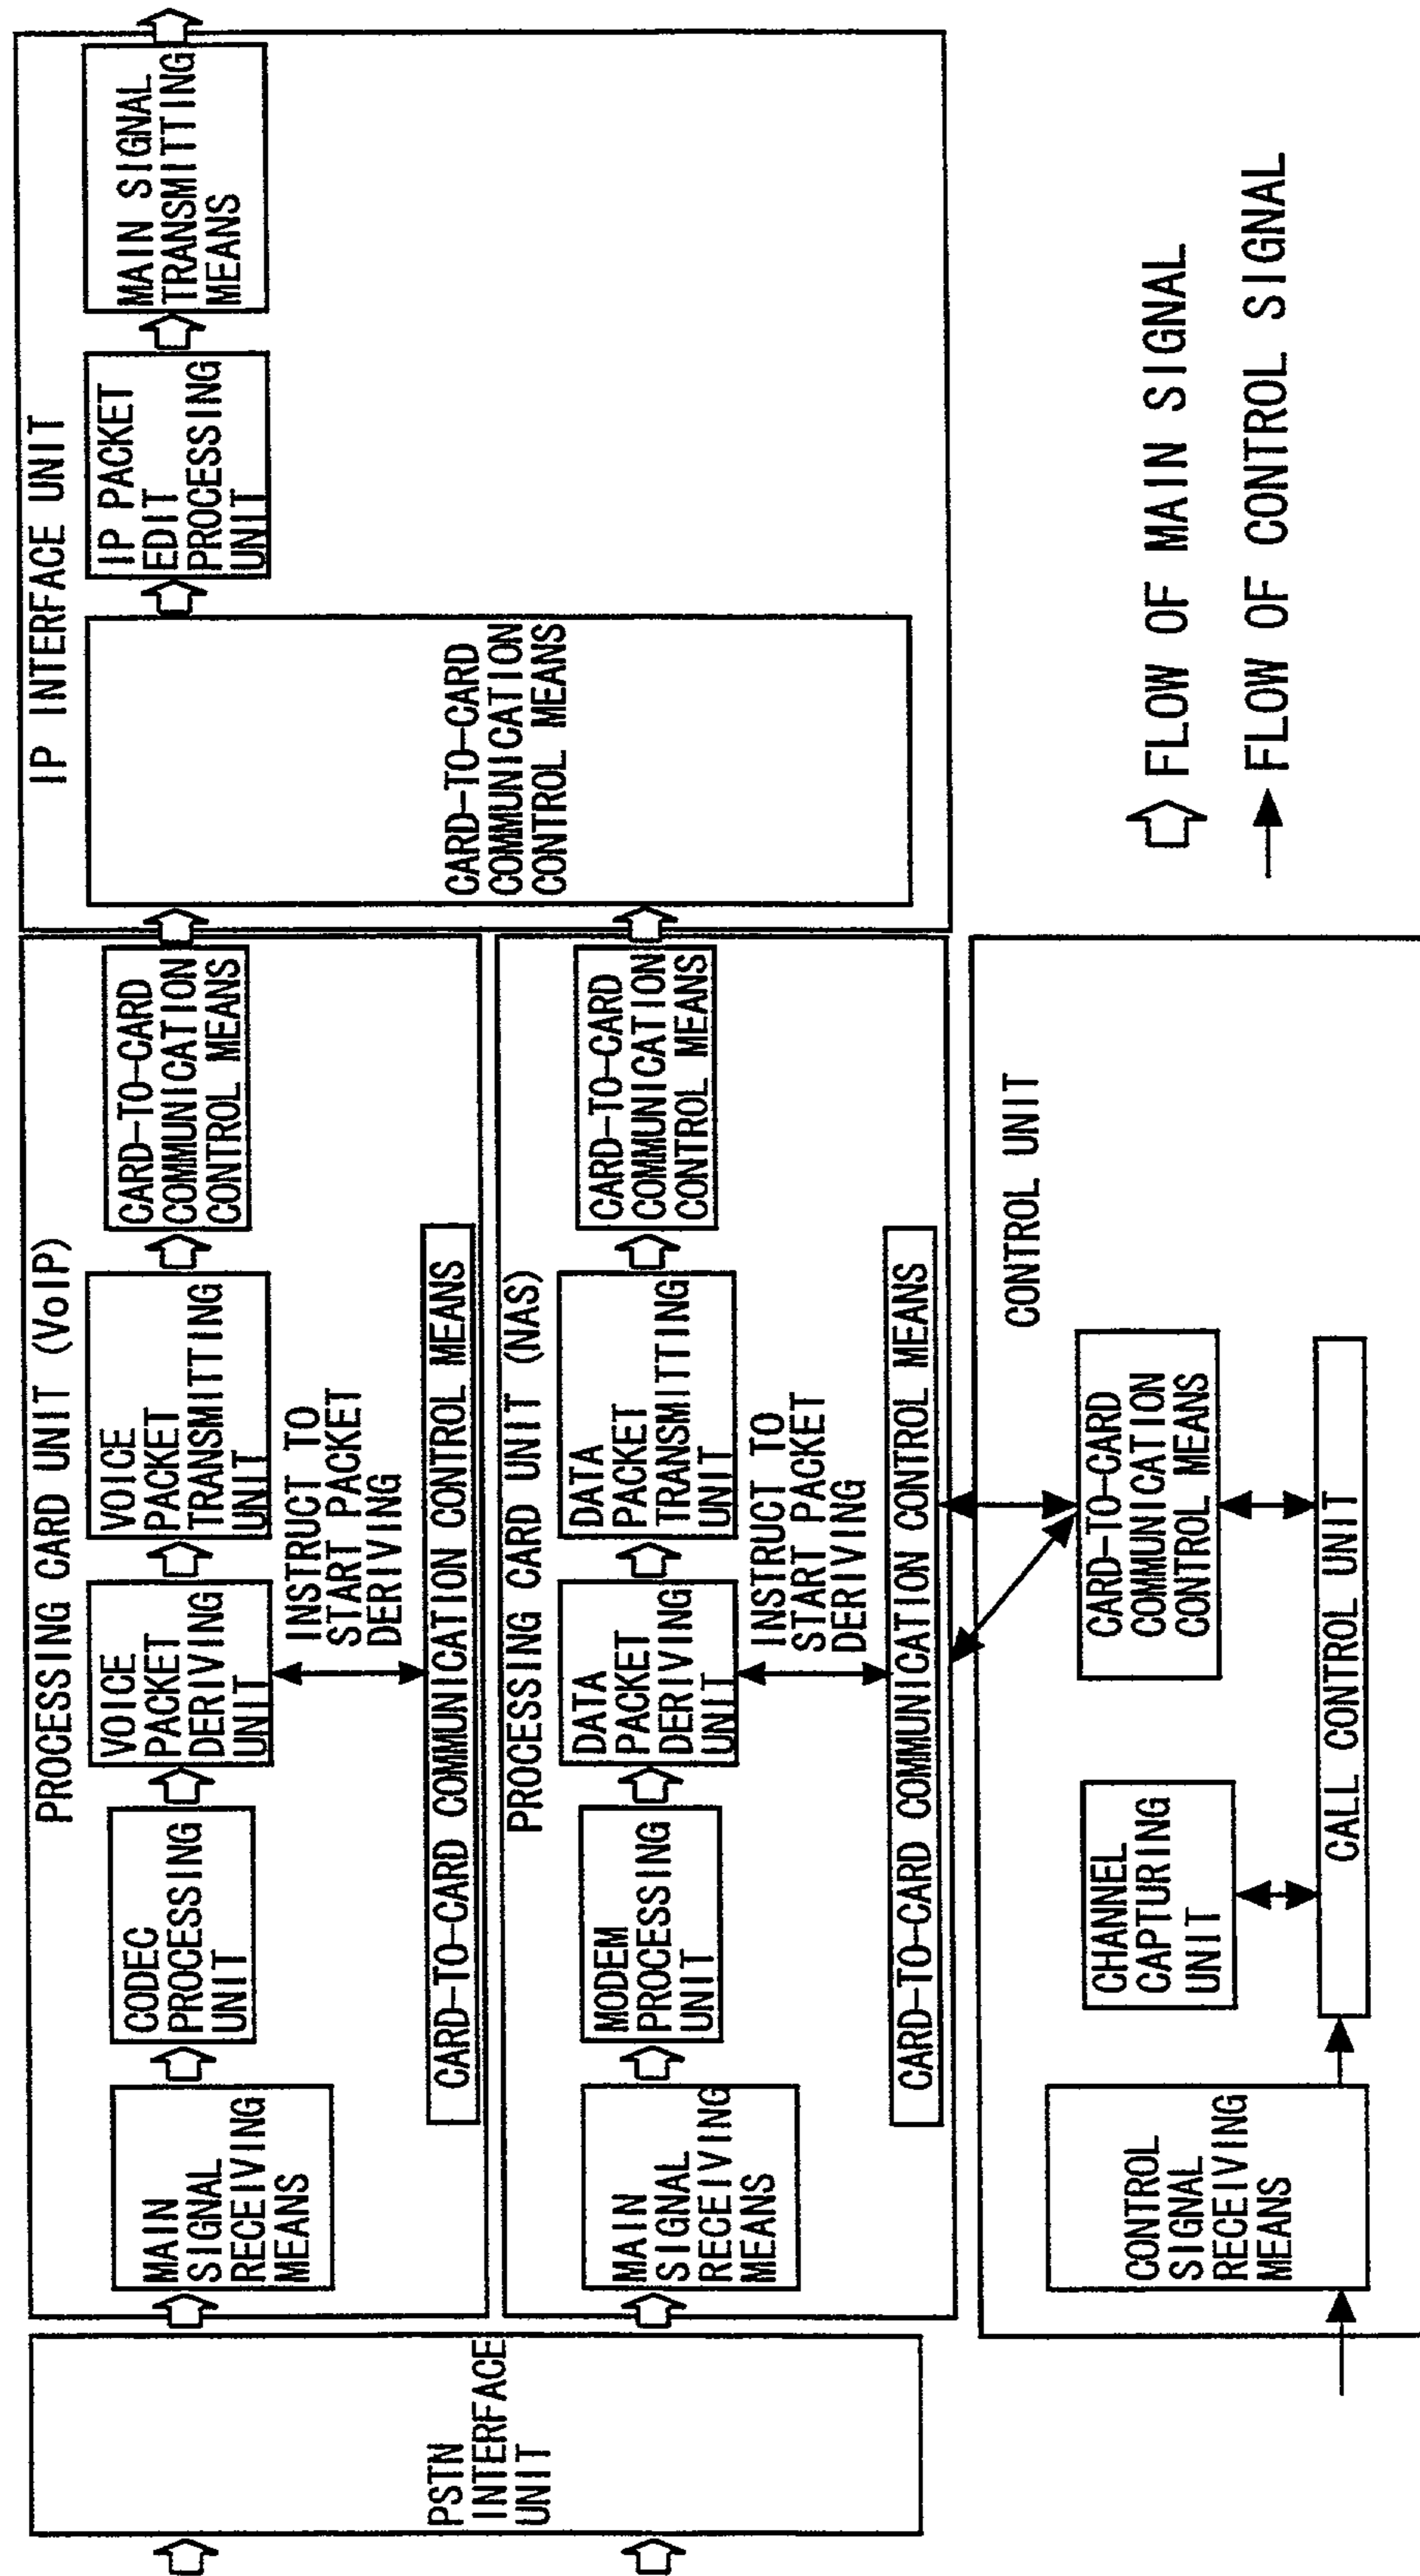 PSTN
INTERFACE
UNIT
PROCESSING CARD UNIT (VoIP)
MAIN
SIGNAL
RECEIVING
MEANS
CODEC
PROCESSING
UNIT
VOICE
PACKET
DERIVING
UNIT
VOICE
PACKET
TRANSMITTING
UNIT
CARD-TO-CARD
COMMUNICATION
CONTROL MEANS
INSTRUCT TO
START PACKET
DERIVING
CARD-TO-CARD COMMUNICATION CONTROL MEANS
PROCESSING CARD UNIT (NAS)
MAIN
SIGNAL
RECEIVING
MEANS
MODEM
PROCESSING
UNIT
DATA
PACKET
DERIVING
UNIT
DATA
PACKET
TRANSMITTING
UNIT
CARD-TO-CARD
COMMUNICATION
CONTROL MEANS
INSTRUCT TO
START PACKET
DERIVING
CARD-TO-CARD COMMUNICATION CONTROL MEANS
IP INTERFACE UNIT
CARD-TO-CARD
COMMUNICATION
CONTROL MEANS
IP PACKET
EDIT
PROCESSING
UNIT
MAIN SIGNAL
TRANSMITTING
MEANS
CONTROL UNIT
CONTROL
SIGNAL
RECEIVING
MEANS
CHANNEL
CAPTURING
UNIT
CARD-TO-CARD
COMMUNICATION
CONTROL MEANS
CALL CONTROL UNIT
FLOW OF MAIN SIGNAL
FLOW OF CONTROL SIGNAL